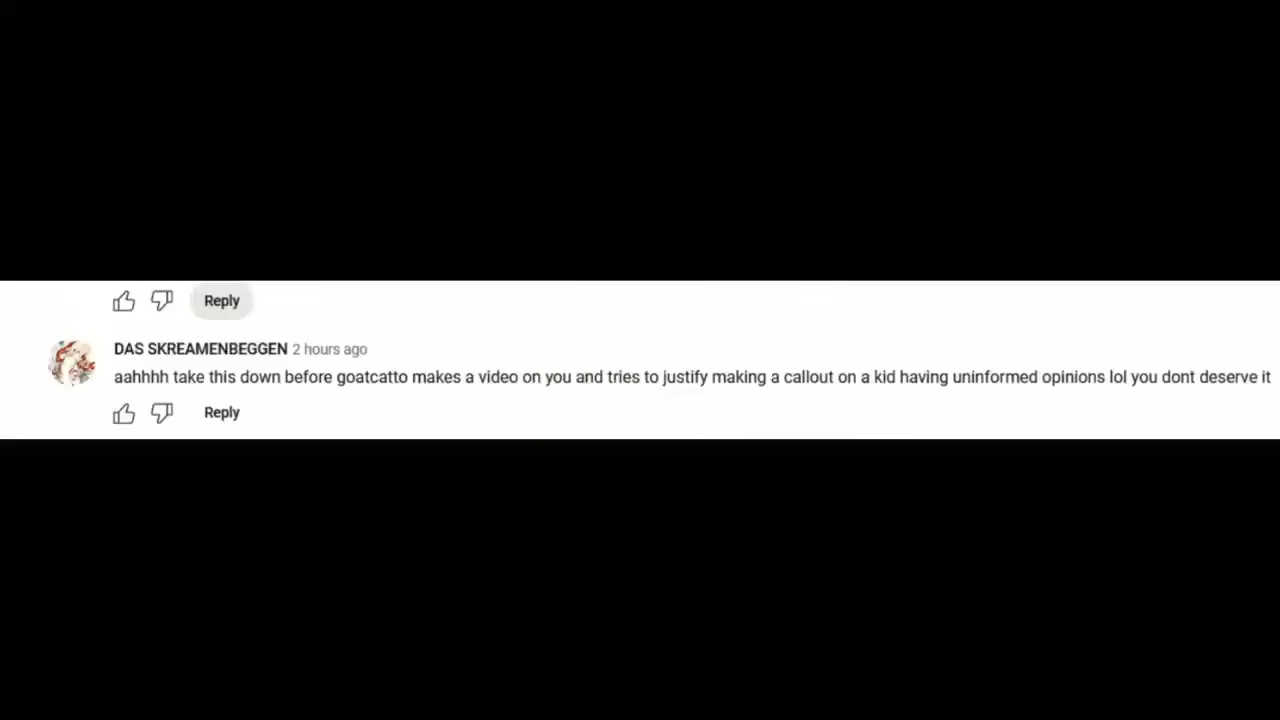 Reply
DAS SKREAMENBEGGEN 2 hours ago
aahhhh take this down before goatcatto makes a video on you and tries to justify making a callout on a kid having uninformed opinions lol you dont deserve it
Reply